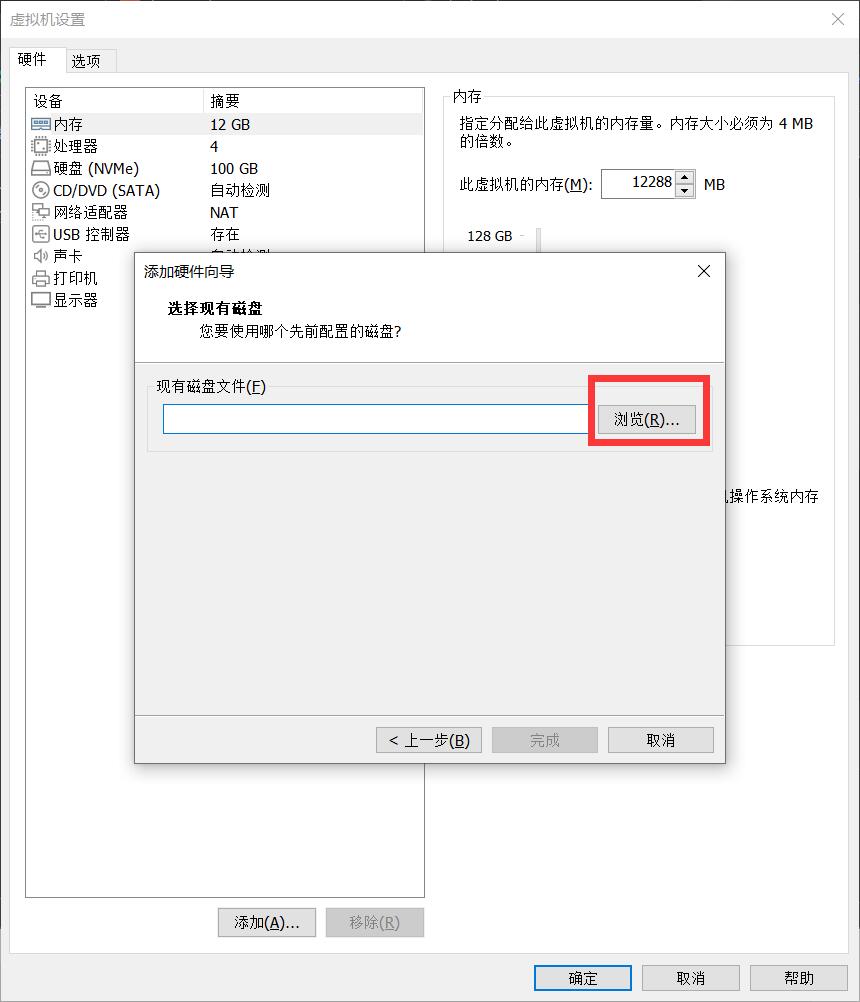 虚拟机设置
硬件 选项
设备 摘要
内存 12 GB
处理器 4
硬盘 (NVMe) 100 GB
CD/DVD (SATA) 自动检测
网络适配器 NAT
USB 控制器 存在
声卡 自动检测
打印机
显示器
内存
指定分配给此虚拟机的内存量。内存大小必须为 4 MB
的倍数。
此虚拟机的内存(M): 12288 MB
128 GB
添加硬件向导
选择现有磁盘
您要使用哪个先前配置的磁盘?
现有磁盘文件(F)
浏览(R)...
操作系统内存
< 上一步(B) 完成 取消
添加(A)... 移除(R)
确定 取消 帮助